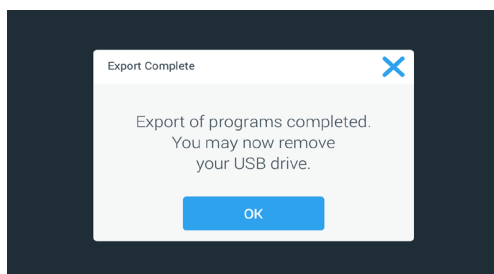 Export Complete
Export of programs completed.
You may now remove
your USB drive.
OK